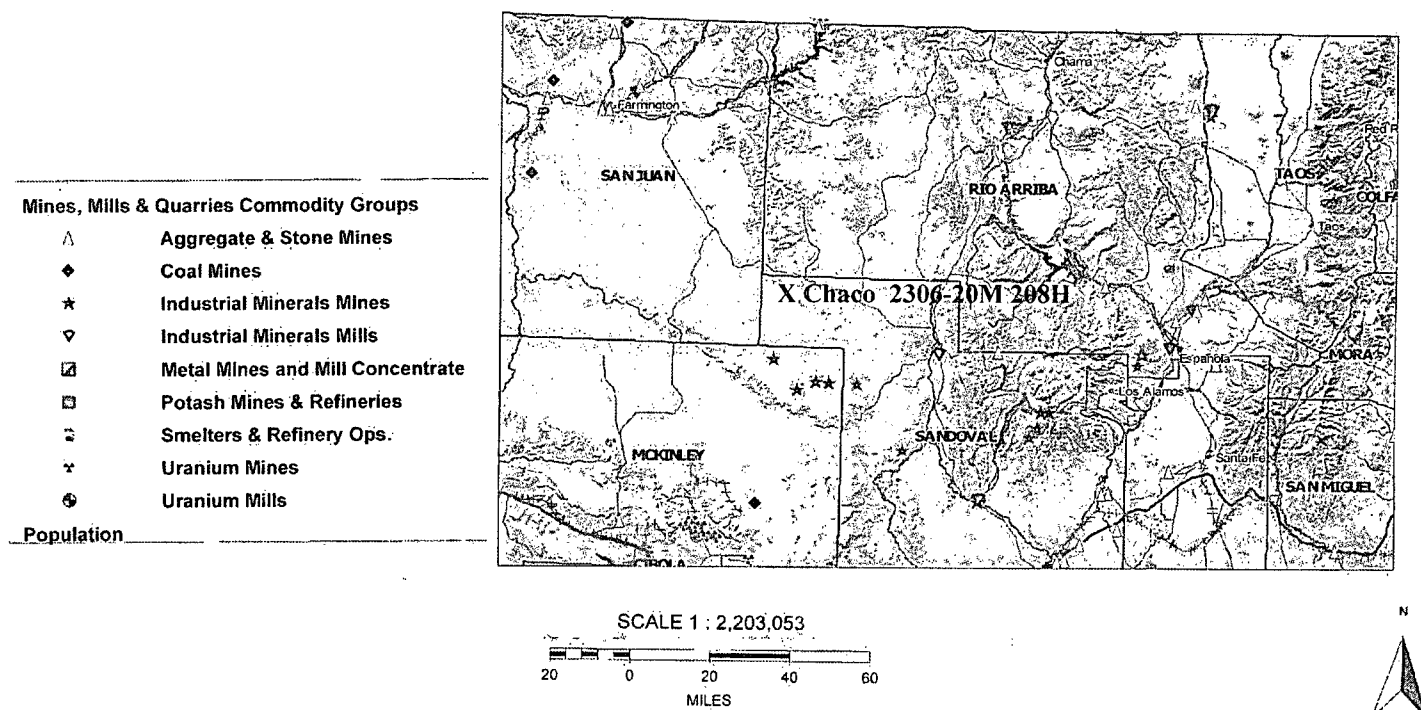 Mines, Mills & Quarries Commodity Groups
Aggregate & Stone Mines
Coal Mines
Industrial Minerals Mines
Industrial Minerals Mills
Metal Mines and Mill Concentrate
Potash Mines & Refineries
Smelters & Refinery Ops.
Uranium Mines
Uranium Mills
Population
Chama
Farmington
SAN JUAN
RIO ARRIBA
TAOS
Taos
X Chaco 2306-20M 208H
MORA
Española
Los Alamos
SANDOVAL
MCKINLEY
Santa Fe
SAN MIGUEL
CIBOLA
SCALE 1 : 2,203,053
20 0 20 40 60
MILES
N